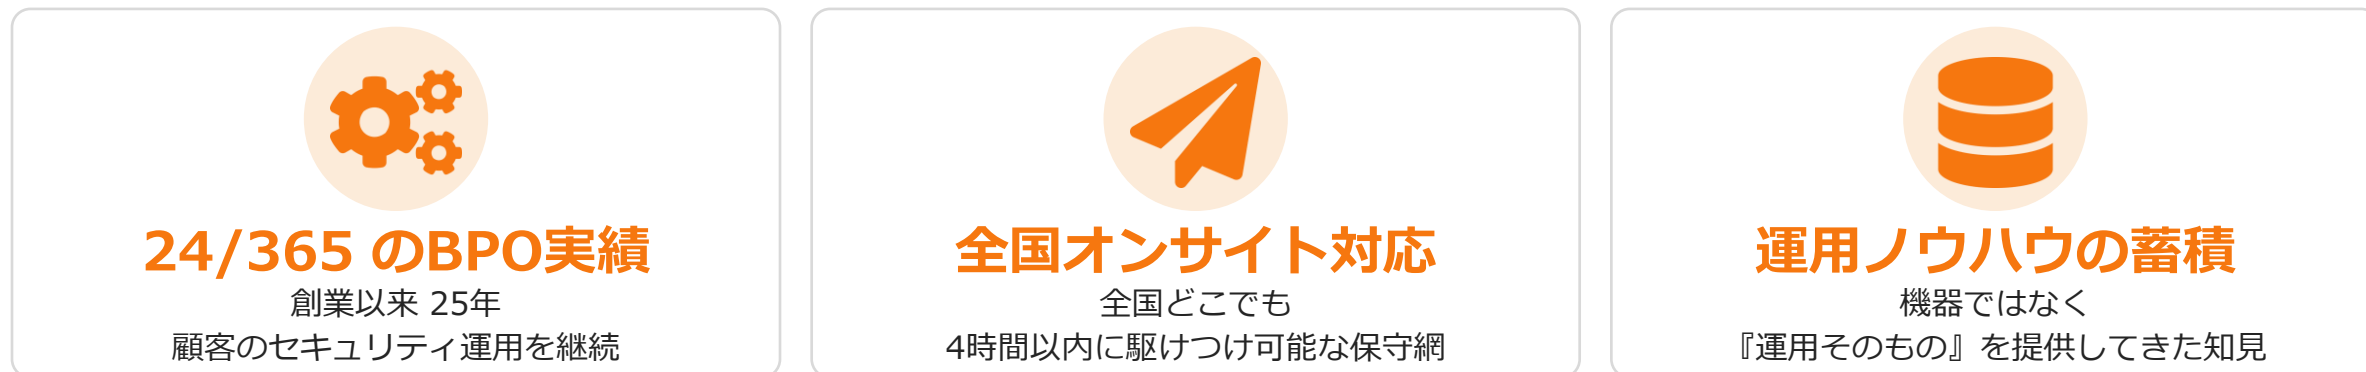 24/365 のBPO実績
創業以来 25年
顧客のセキュリティ運用を継続
全国オンサイト対応
全国どこでも
4時間以内に駆けつけ可能な保守網
運用ノウハウの蓄積
機器ではなく
『運用そのもの』を提供してきた知見